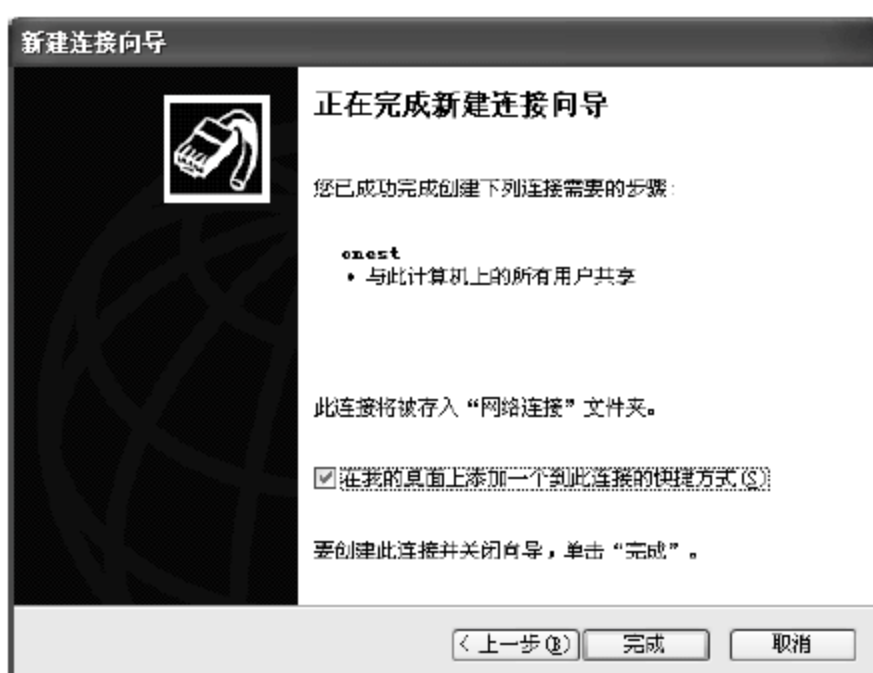 新建连接向导
正在完成新建连接向导
您已成功完成创建下列连接需要的步骤:
onest
• 与此计算机上的所有用户共享
此连接将被存入“网络连接”文件夹。
在我的桌面上添加一个到此连接的快捷方式(S)
要创建此连接并关闭向导,单击“完成”。
< 上一步(B)
完成
取消